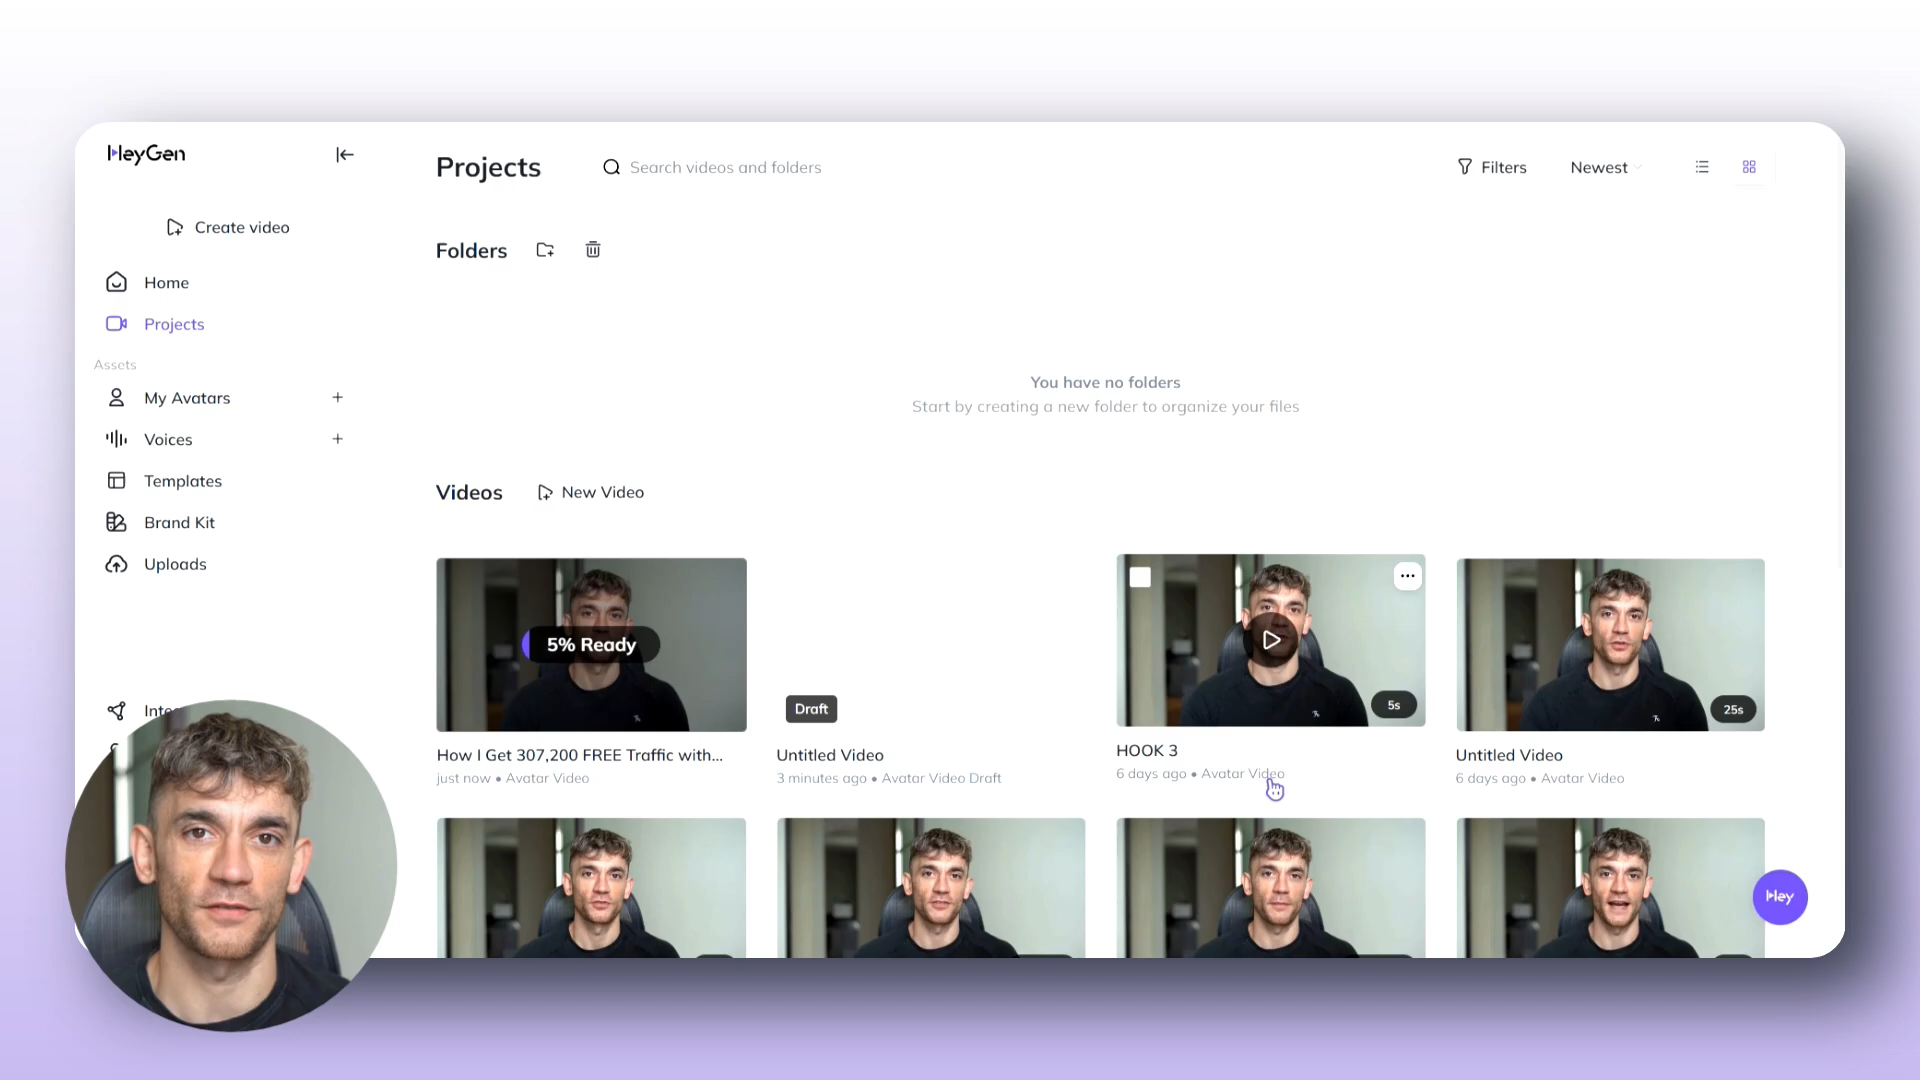 HeyGen
Create video
Home
Projects
Assets
My Avatars
Voices
Templates
Brand Kit
Uploads
Projects
Search videos and folders
Filters
Newest
Folders
You have no folders
Start by creating a new folder to organize your files
Videos
New Video
5% Ready
How I Get 307,200 FREE Traffic with...
just now • Avatar Video
Draft
Untitled Video
3 minutes ago • Avatar Video Draft
5s
HOOK 3
6 days ago • Avatar Video
25s
Untitled Video
6 days ago • Avatar Video
Hey